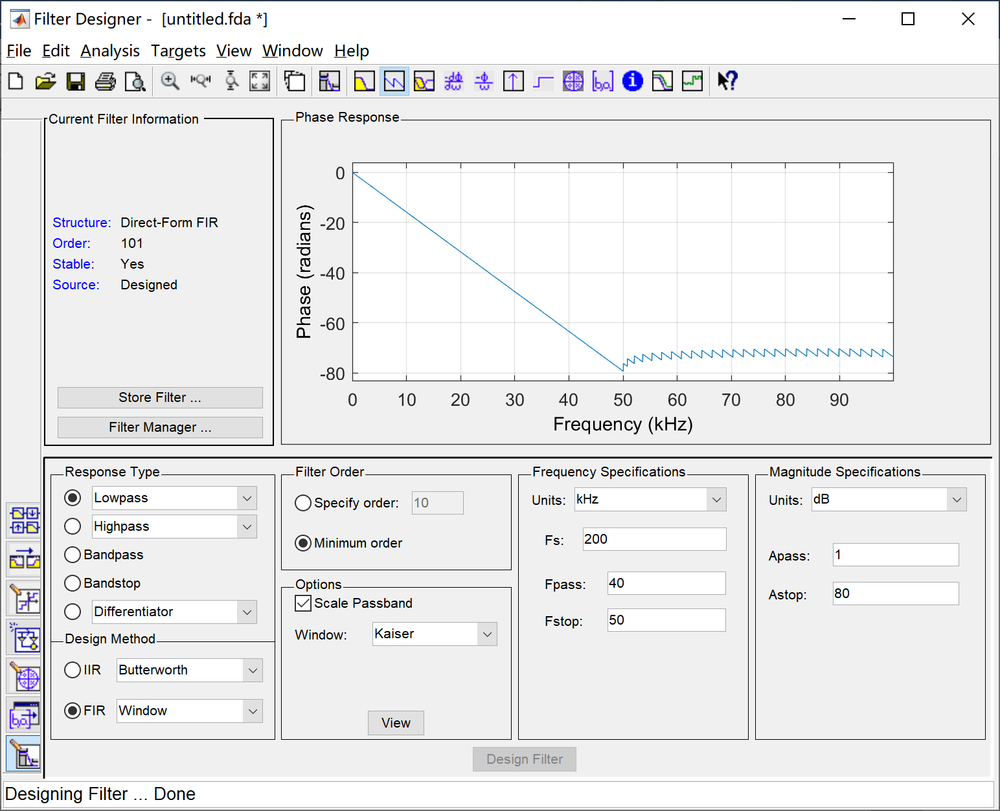 Filter Designer -  [untitled.fda *]
File Edit Analysis Targets View Window Help
Current Filter Information
Structure: Direct-Form FIR
Order: 101
Stable: Yes
Source: Designed
Store Filter ...
Filter Manager ...
Phase Response
Phase (radians)
0
-20
-40
-60
-80
0 10 20 30 40 50 60 70 80 90
Frequency (kHz)
Response Type
Lowpass
Highpass
Bandpass
Bandstop
Differentiator
Design Method
IIR Butterworth
FIR Window
Filter Order
Specify order: 10
Minimum order
Options
Scale Passband
Window: Kaiser
View
Frequency Specifications
Units: kHz
Fs: 200
Fpass: 40
Fstop: 50
Magnitude Specifications
Units: dB
Apass: 1
Astop: 80
Design Filter
Designing Filter ... Done